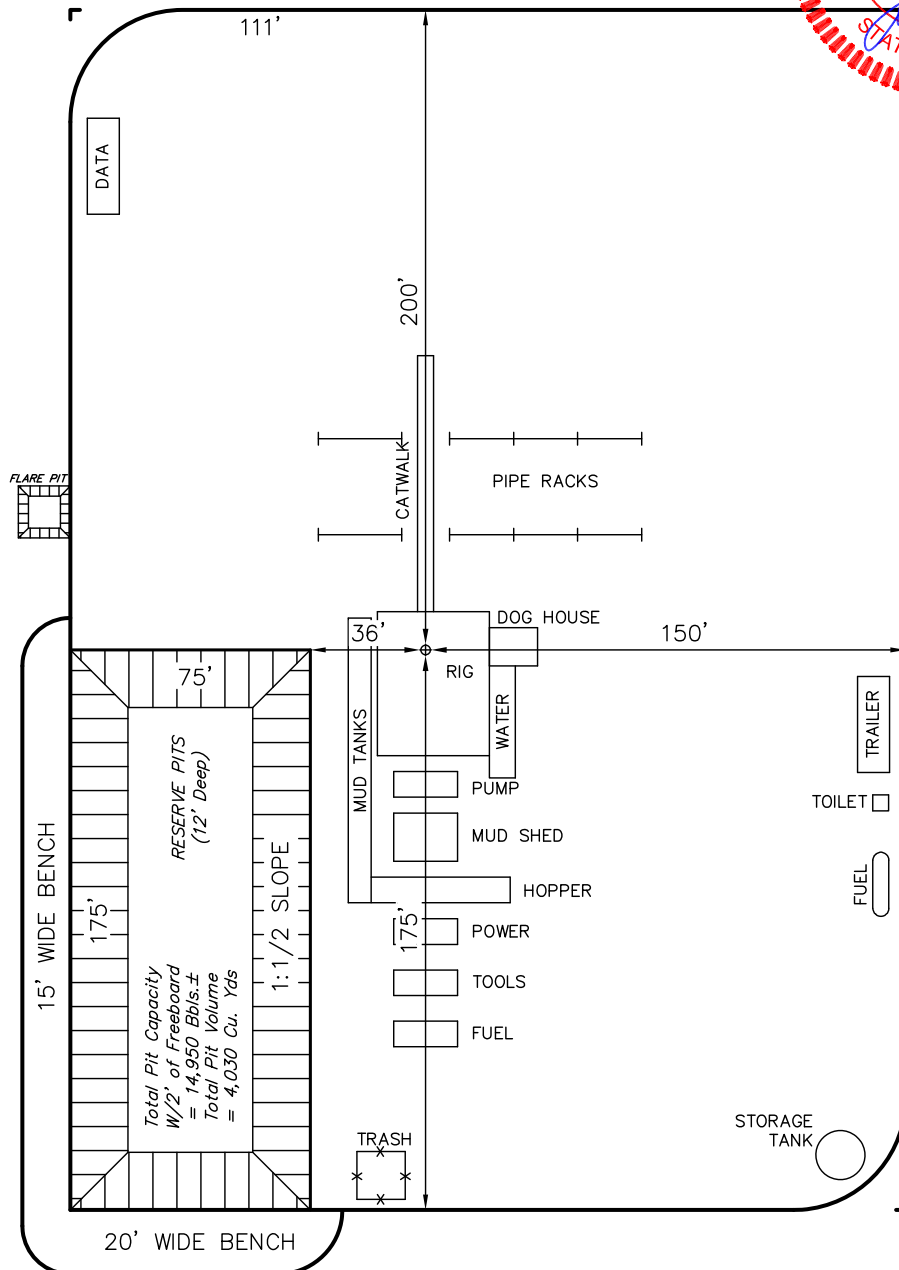 111'
STAT
DATA
200'
CATWALK
PIPE RACKS
FLARE PIT
DOG HOUSE
36'
150'
RIG
75'
MUD TANKS
WATER
TRAILER
RESERVE PITS
(12' Deep)
PUMP
TOILET
MUD SHED
15' WIDE BENCH
175'
1:1/2 SLOPE
HOPPER
FUEL
175'
POWER
TOOLS
FUEL
Total Pit Capacity
W/2' of Freeboard
= 14,950 Bbls.±
Total Pit Volume
= 4,030 Cu. Yds
TRASH
STORAGE
TANK
20' WIDE BENCH